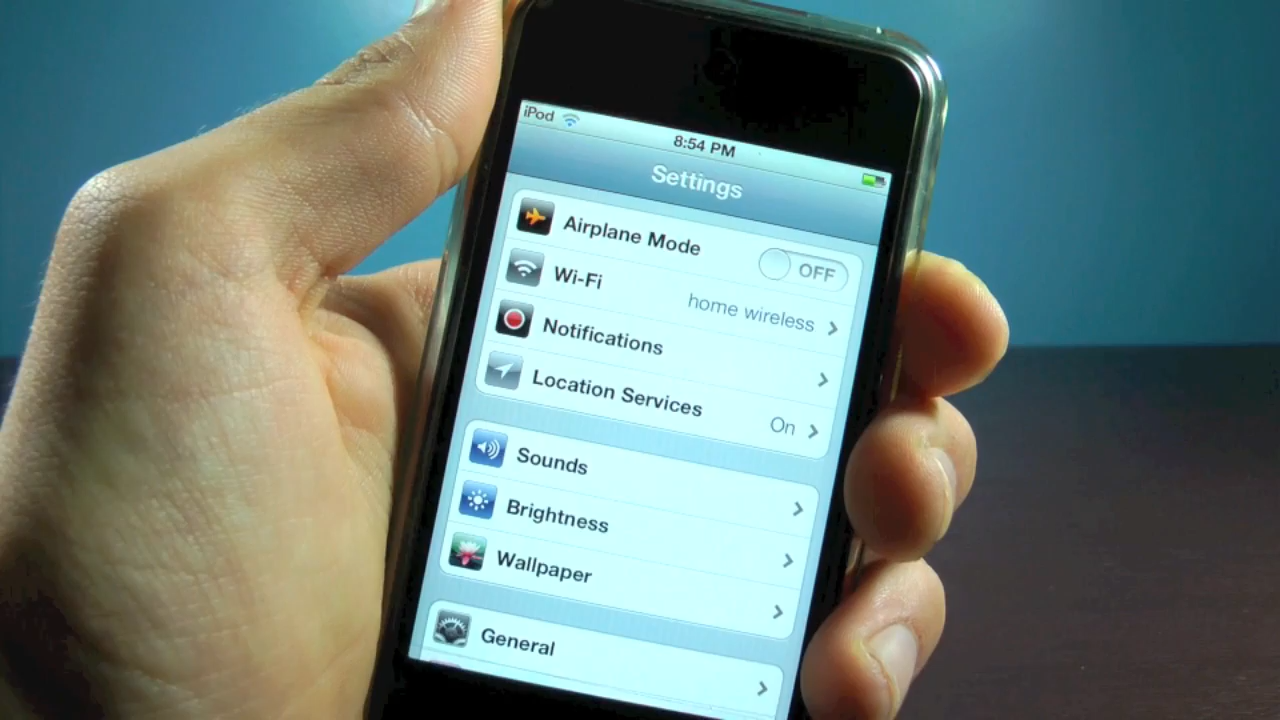 iPod
8:54 PM
Settings
Airplane Mode OFF
Wi-Fi home wireless
Notifications
Location Services On
Sounds
Brightness
Wallpaper
General